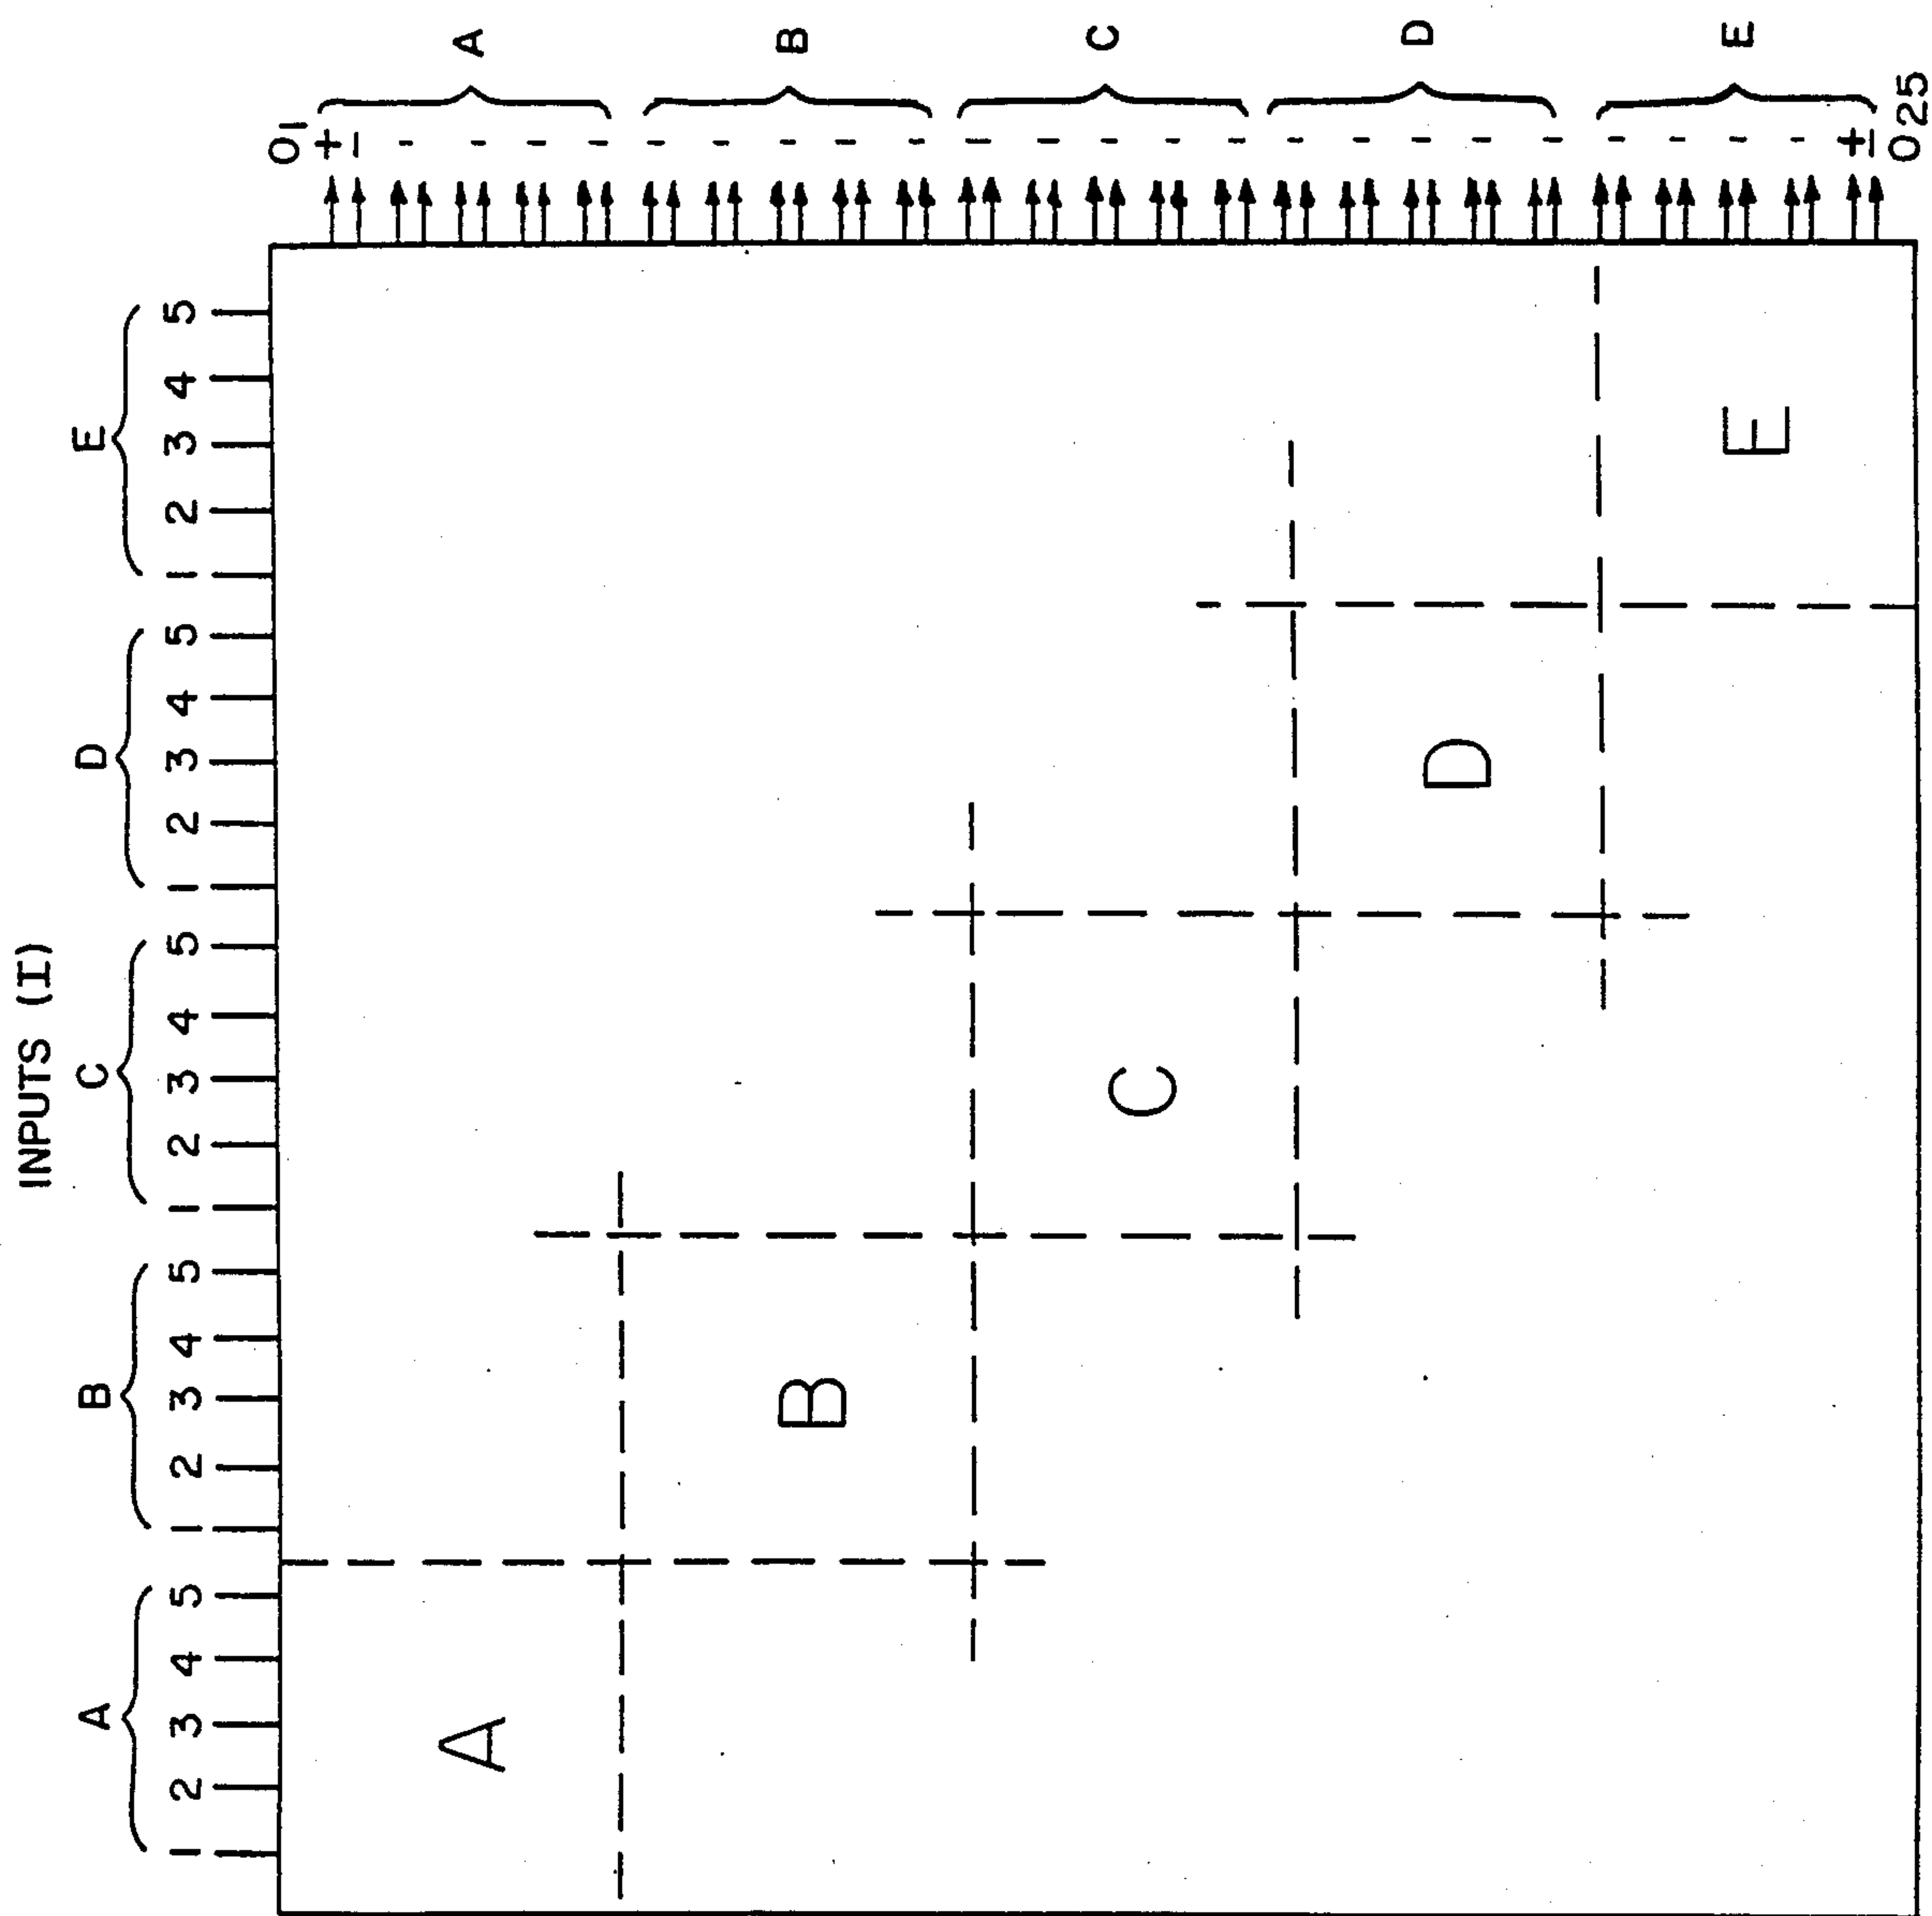 INPUTS (I)
A B C D E
1 2 3 4 5 1 2 3 4 5 1 2 3 4 5 1 2 3 4 5 1 2 3 4 5
O1
+
-
A A
B B
C C
D D
E E
+
-
O25